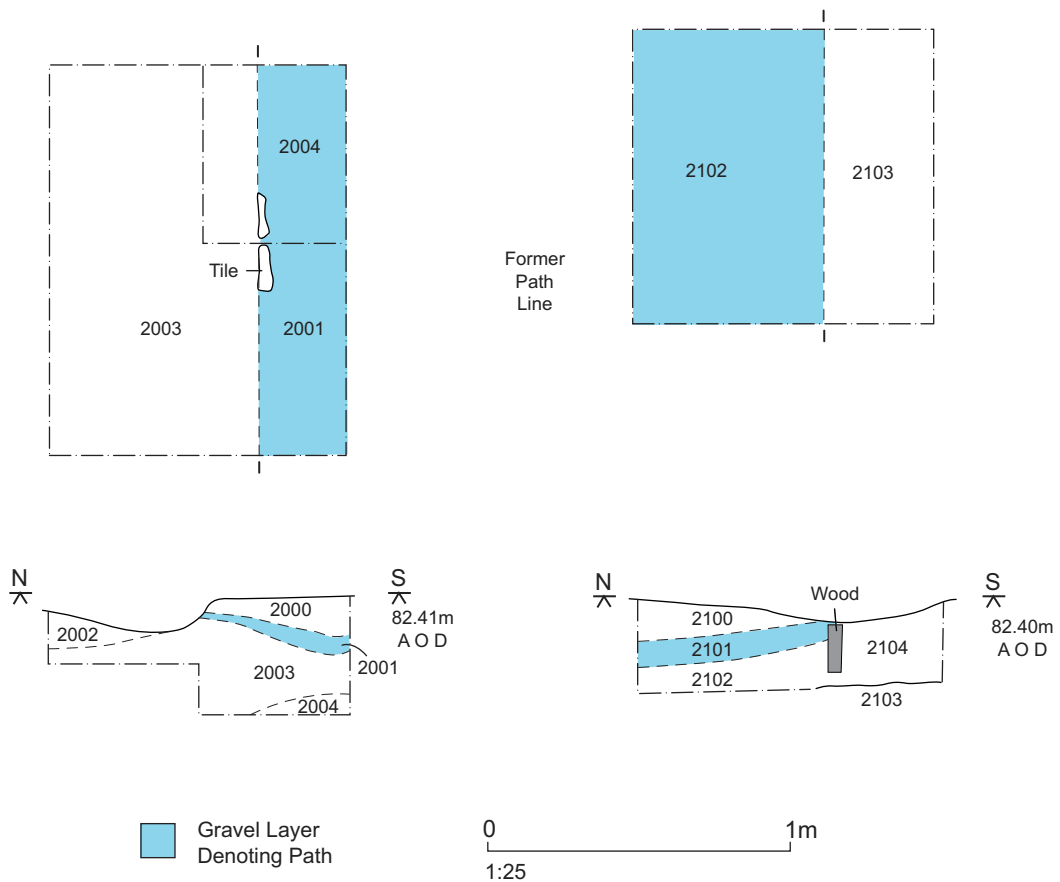 2004
2102
2103
Tile
Former
Path
Line
2003
2001
N
S
82.41m
A O D
2000
2002
2001
2003
2004
N
Wood
S
82.40m
A O D
2100
2101
2104
2102
2103
Gravel Layer
Denoting Path
0
1m
1:25